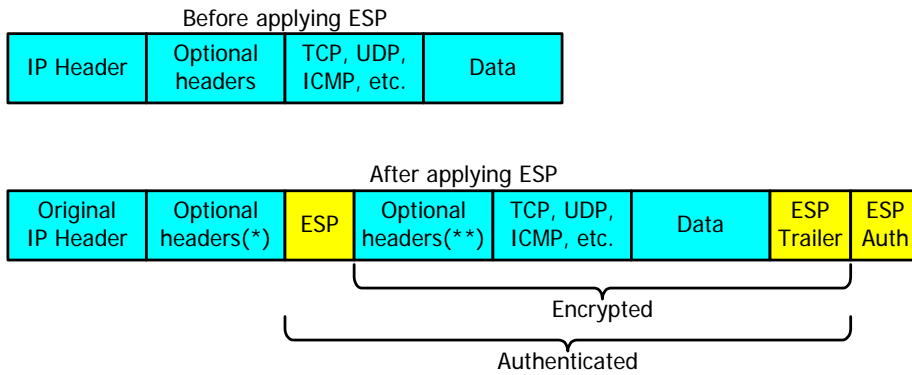 Before applying ESP
IP Header
Optional
headers
TCP, UDP,
ICMP, etc.
Data
After applying ESP
Original
IP Header
Optional
headers(*)
ESP
Optional
headers(**)
TCP, UDP,
ICMP, etc.
Data
ESP
Trailer
ESP
Auth
Encrypted
Authenticated